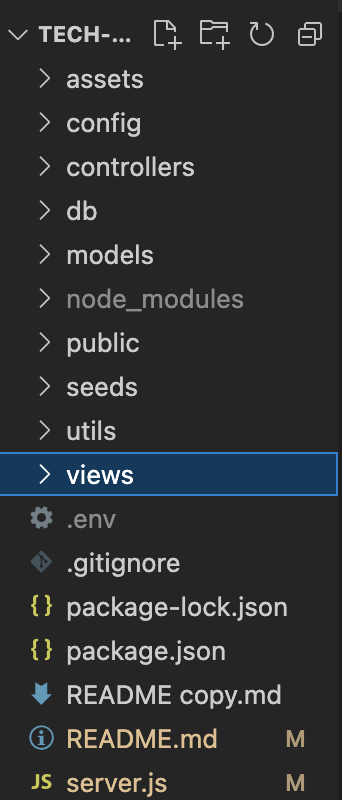 TECH-...
assets
config
controllers
db
models
node_modules
public
seeds
utils
views
.env
.gitignore
{} package-lock.json
{} package.json
README copy.md
README.md M
JS server.js M